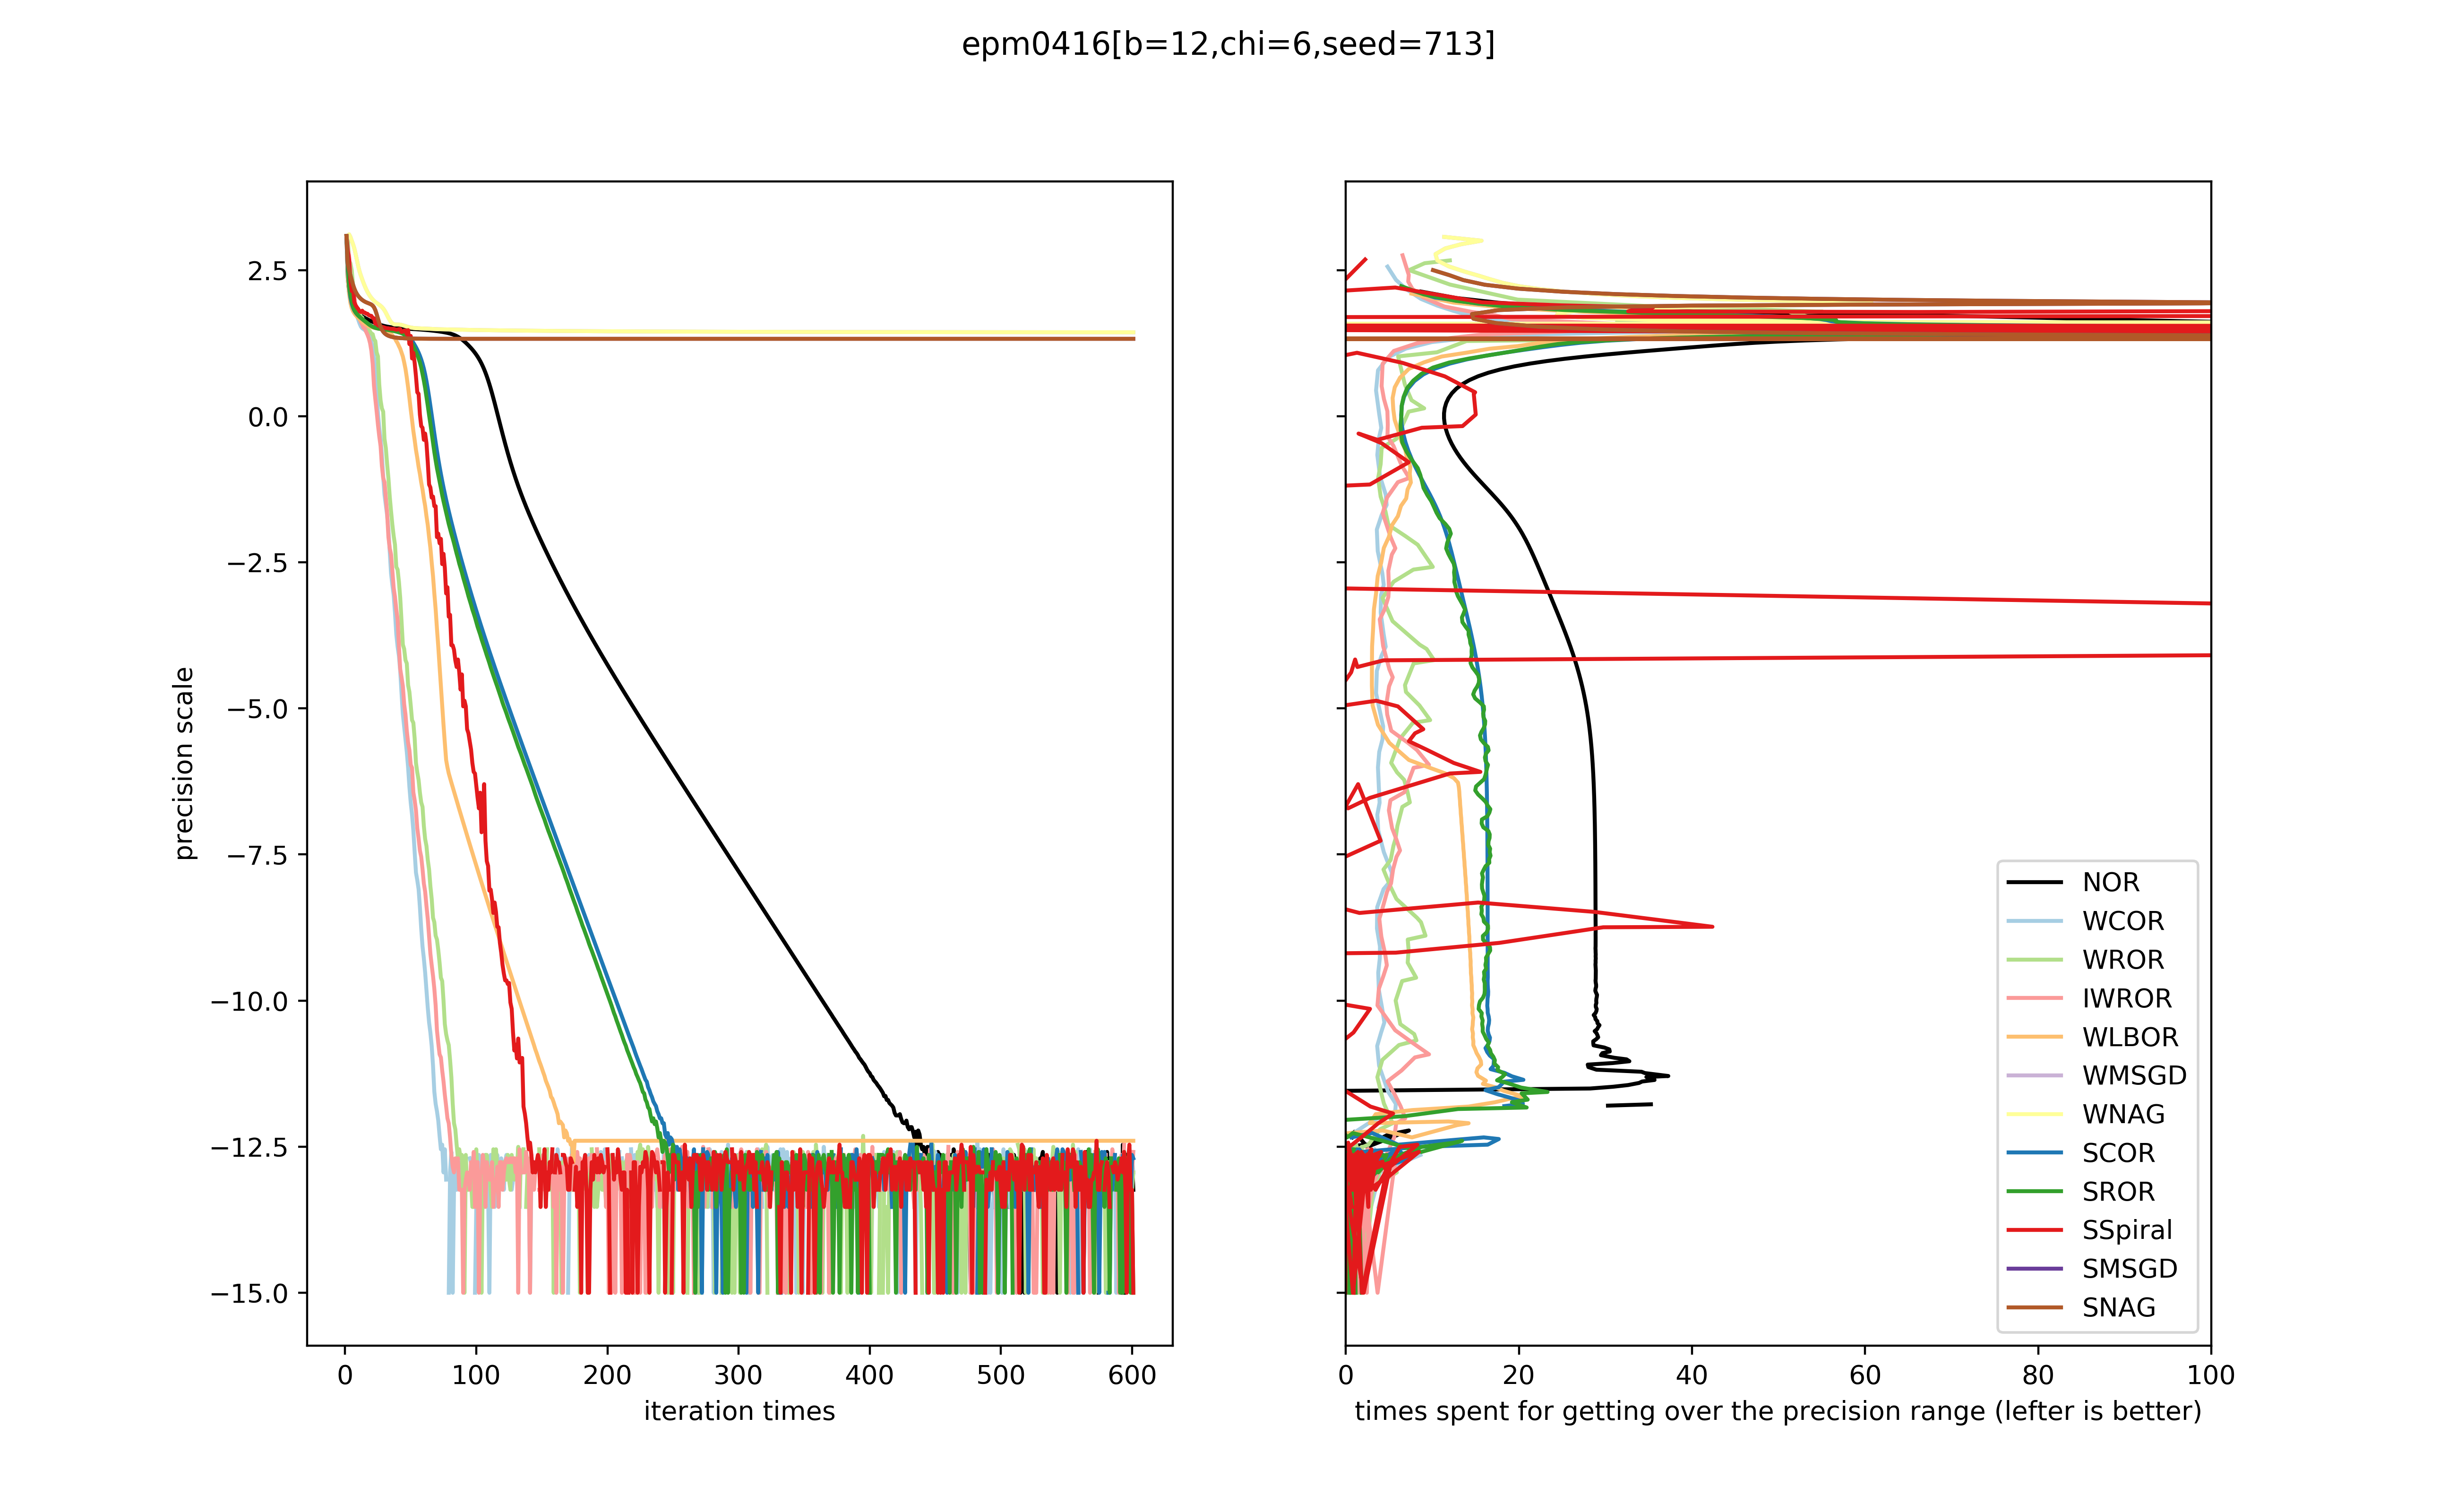 epm0416[b=12,chi=6,seed=713]
precision scale
2.5
0.0
−2.5
−5.0
−7.5
−10.0
−12.5
−15.0
0 100 200 300 400 500 600
iteration times
0 20 40 60 80 100
times spent for getting over the precision range (lefter is better)
NOR
WCOR
WROR
IWROR
WLBOR
WMSGD
WNAG
SCOR
SROR
SSpiral
SMSGD
SNAG